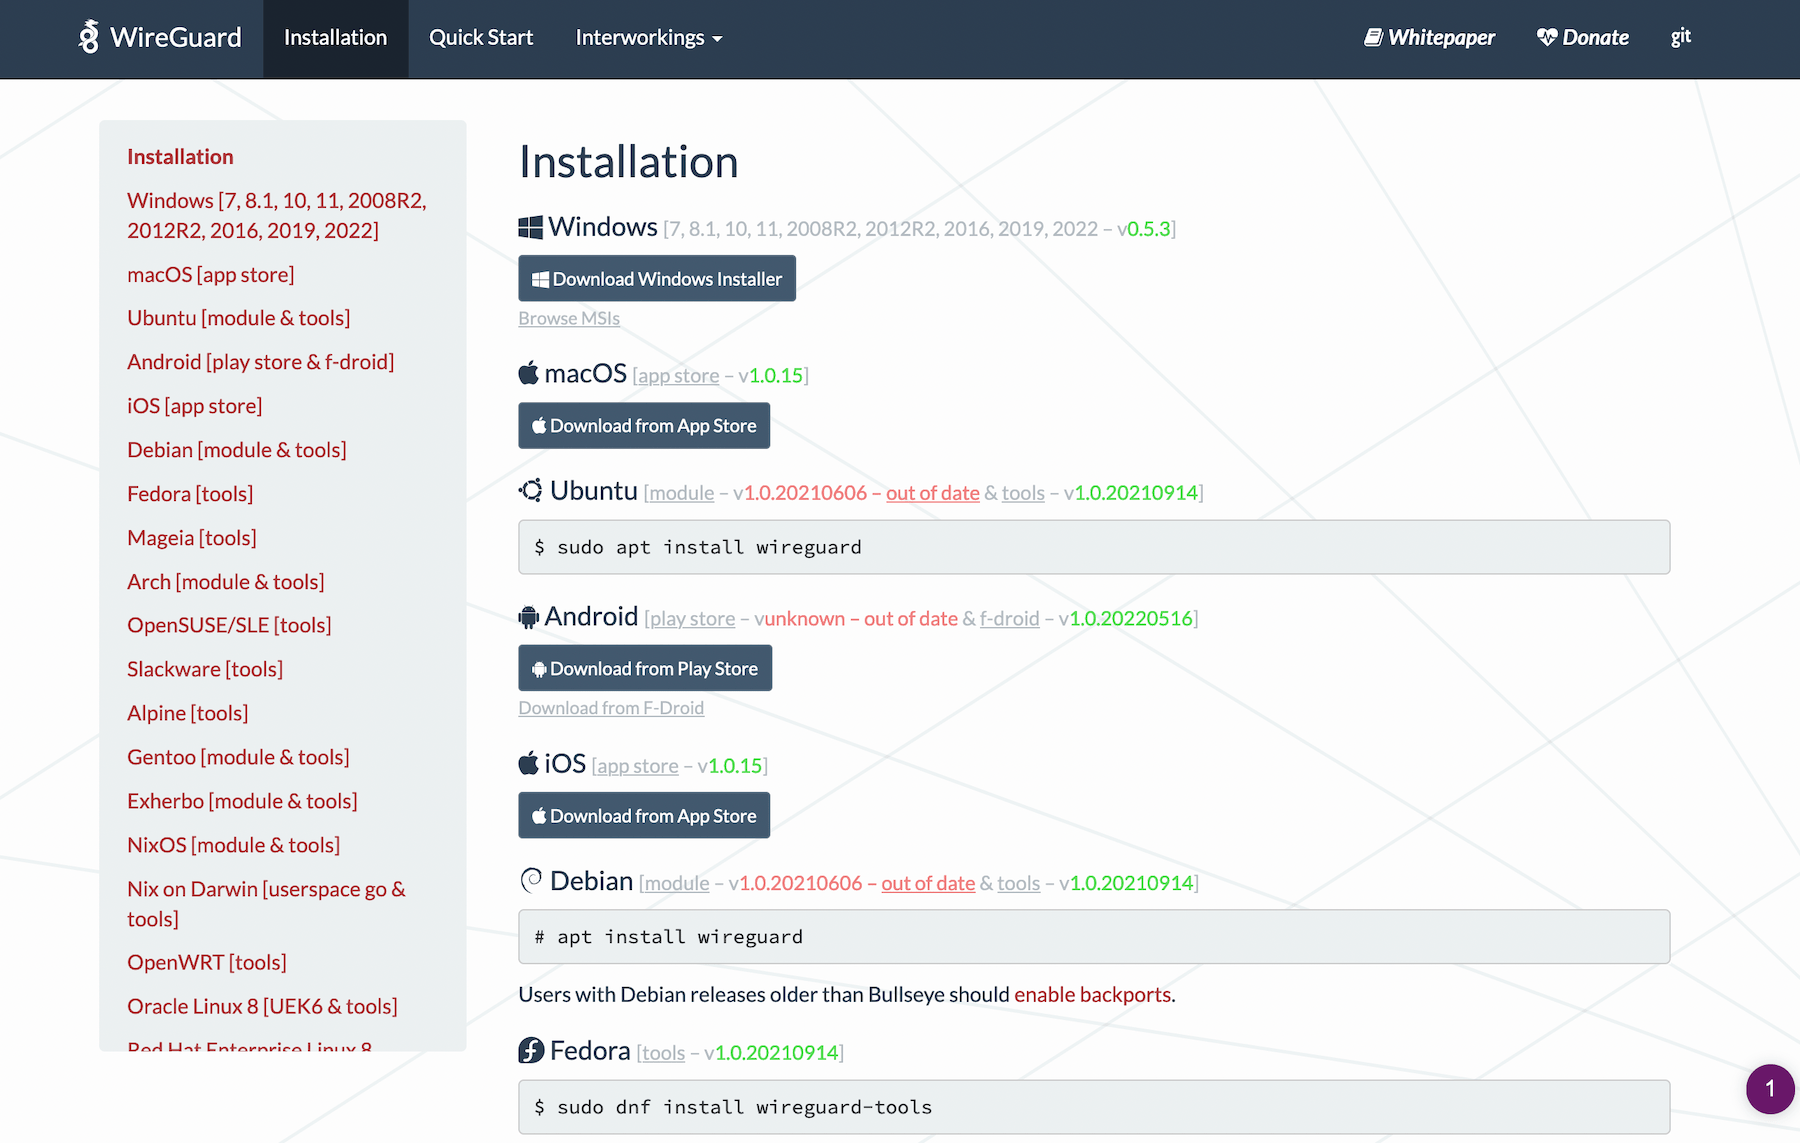 WireGuard Installation Quick Start Interworkings Whitepaper Donate git
Installation
Windows [7, 8.1, 10, 11, 2008R2,
2012R2, 2016, 2019, 2022]
macOS [app store]
Ubuntu [module & tools]
Android [play store & f-droid]
iOS [app store]
Debian [module & tools]
Fedora [tools]
Mageia [tools]
Arch [module & tools]
OpenSUSE/SLE [tools]
Slackware [tools]
Alpine [tools]
Gentoo [module & tools]
Exherbo [module & tools]
NixOS [module & tools]
Nix on Darwin [userspace go &
tools]
OpenWRT [tools]
Oracle Linux 8 [UEK6 & tools]
Red Hat Enterprise Linux 8
Installation
Windows [7, 8.1, 10, 11, 2008R2, 2012R2, 2016, 2019, 2022 – v0.5.3]
Download Windows Installer
Browse MSIs
macOS [app store – v1.0.15]
Download from App Store
Ubuntu [module – v1.0.20210606 – out of date & tools – v1.0.20210914]
$ sudo apt install wireguard
Android [play store – vunknown – out of date & f-droid – v1.0.20220516]
Download from Play Store
Download from F-Droid
iOS [app store – v1.0.15]
Download from App Store
Debian [module – v1.0.20210606 – out of date & tools – v1.0.20210914]
# apt install wireguard
Users with Debian releases older than Bullseye should enable backports.
Fedora [tools – v1.0.20210914]
$ sudo dnf install wireguard-tools
1